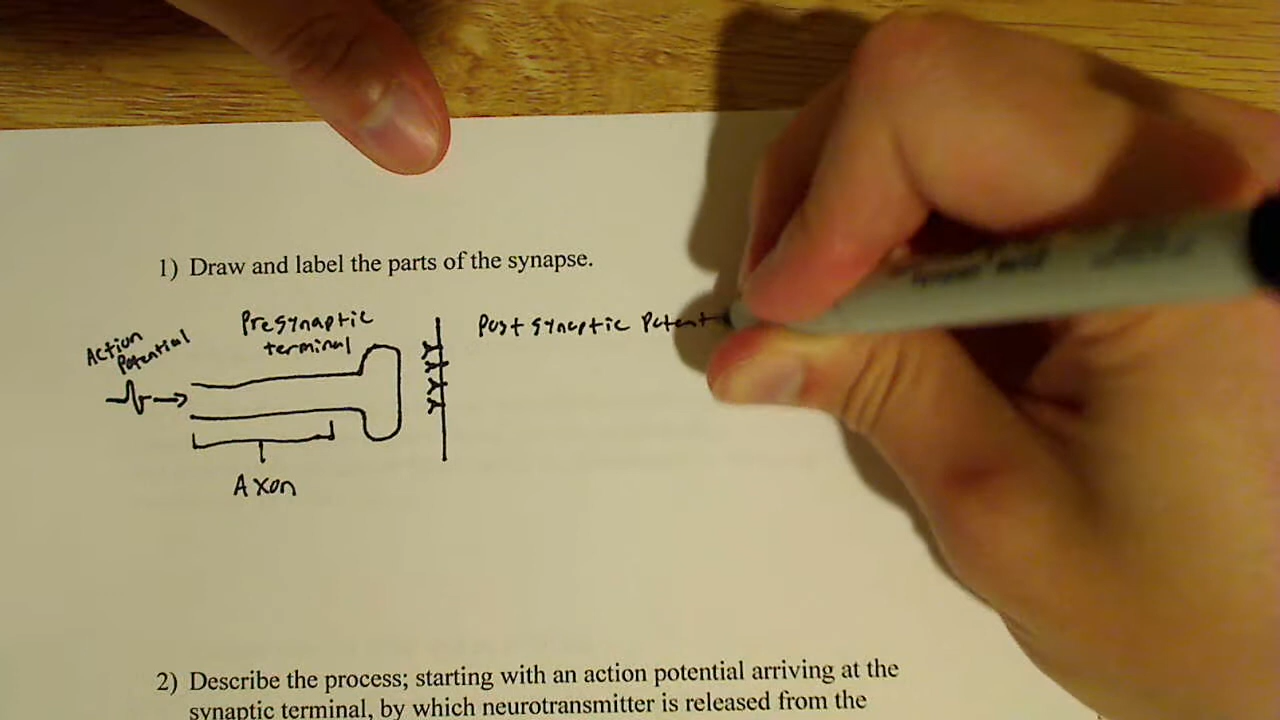 1) Draw and label the parts of the synapse.
Action
Potential
Presynaptic
terminal
Post synaptic Potent
Axon
2) Describe the process; starting with an action potential arriving at the
synaptic terminal, by which neurotransmitter is released from the